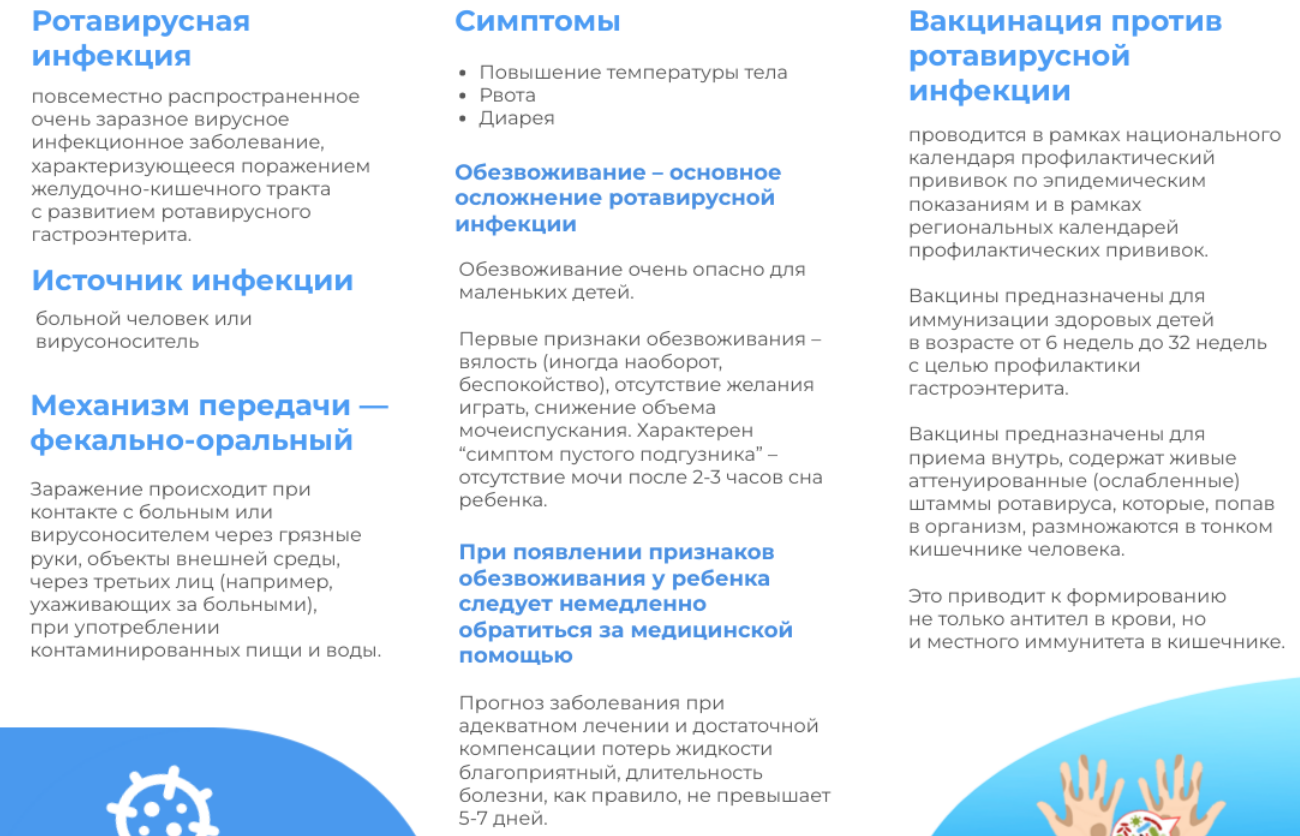 Ротавирусная
инфекция
повсеместно распространенное
очень заразное вирусное
инфекционное заболевание,
характеризующееся поражением
желудочно-кишечного тракта
с развитием ротавирусного
гастроэнтерита.
Источник инфекции
больной человек или
вирусоноситель
Механизм передачи —
фекально-оральный
Заражение происходит при
контакте с больным или
вирусоносителем через грязные
руки, объекты внешней среды,
через третьих лиц (например,
ухаживающих за больными),
при употреблении
контаминированных пищи и воды.
Симптомы
• Повышение температуры тела
• Рвота
• Диарея
Обезвоживание – основное
осложнение ротавирусной
инфекции
Обезвоживание очень опасно для
маленьких детей.
Первые признаки обезвоживания –
вялость (иногда наоборот,
беспокойство), отсутствие желания
играть, снижение объема
мочеиспускания. Характерен
“симптом пустого подгузника” –
отсутствие мочи после 2-3 часов сна
ребенка.
При появлении признаков
обезвоживания у ребенка
следует немедленно
обратиться за медицинской
помощью
Прогноз заболевания при
адекватном лечении и достаточной
компенсации потерь жидкости
благоприятный, длительность
болезни, как правило, не превышает
5-7 дней.
Вакцинация против
ротавирусной
инфекции
проводится в рамках национального
календаря профилактический
прививок по эпидемическим
показаниям и в рамках
региональных календарей
профилактических прививок.
Вакцины предназначены для
иммунизации здоровых детей
в возрасте от 6 недель до 32 недель
с целью профилактики
гастроэнтерита.
Вакцины предназначены для
приема внутрь, содержат живые
аттенуированные (ослабленные)
штаммы ротавируса, которые, попав
в организм, размножаются в тонком
кишечнике человека.
Это приводит к формированию
не только антител в крови, но
и местного иммунитета в кишечнике.